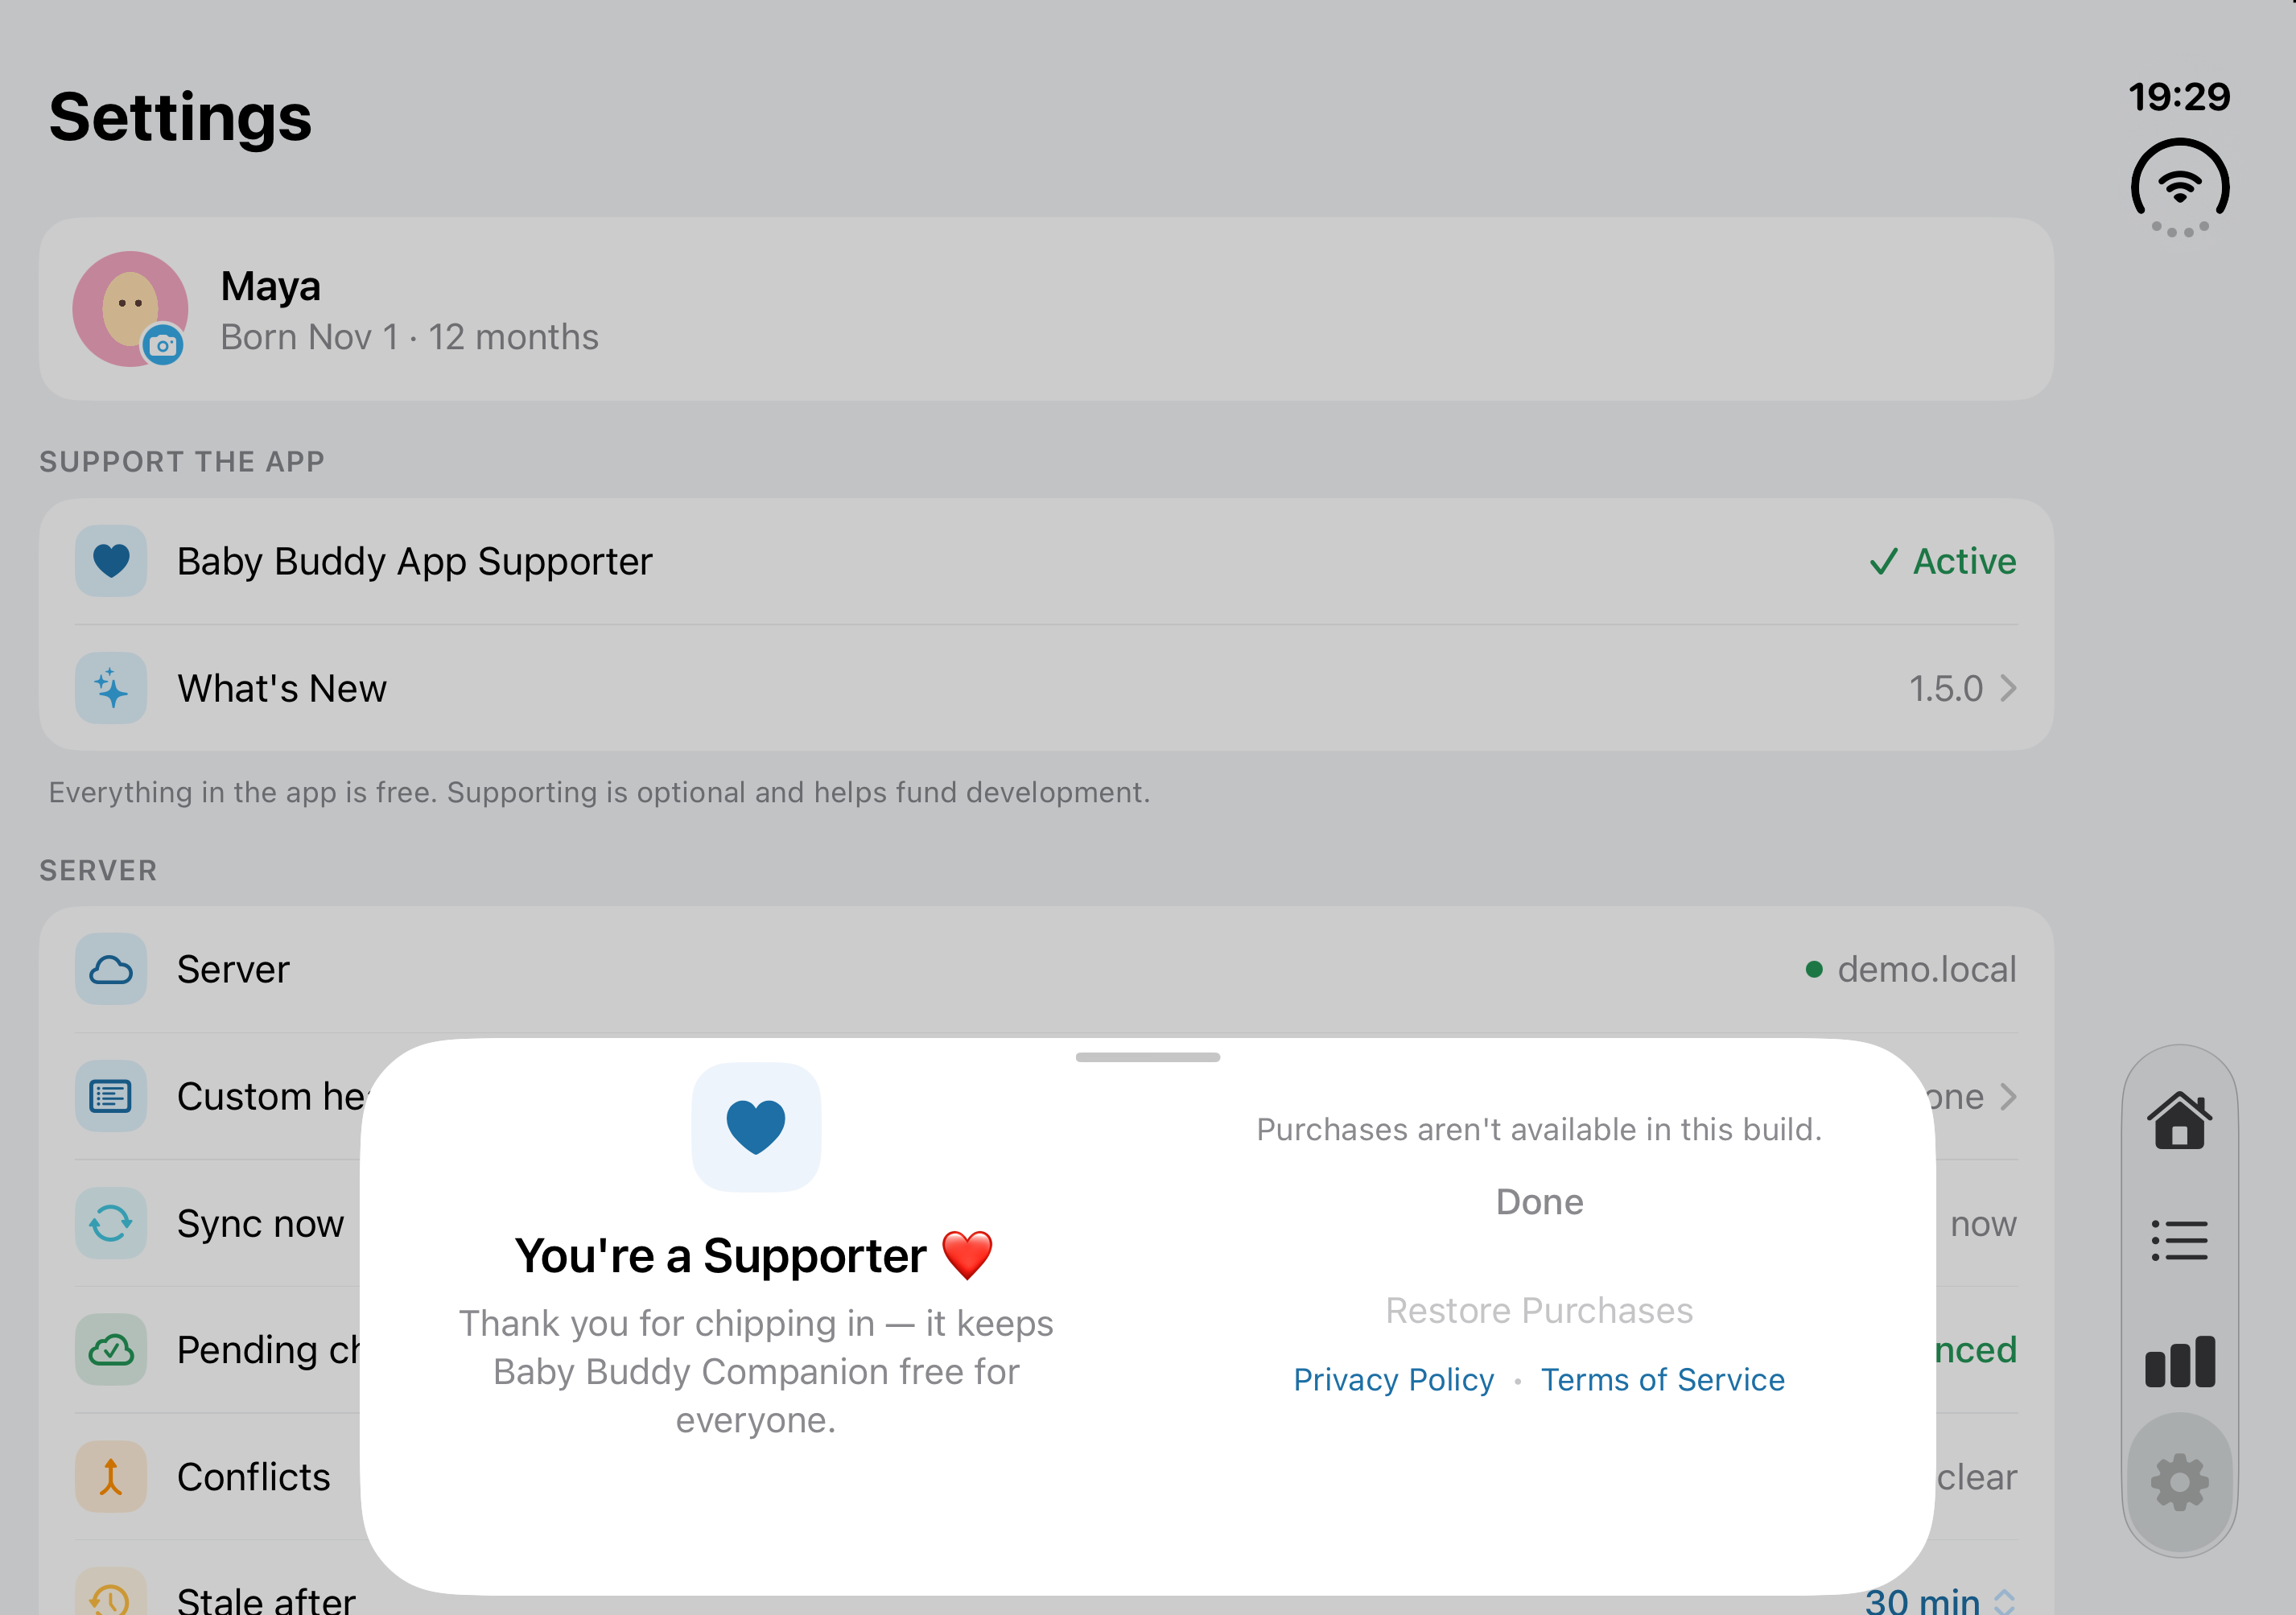 Settings
19:29
Maya
Born Nov 1 · 12 months
SUPPORT THE APP
Baby Buddy App Supporter
Active
What's New
1.5.0
Everything in the app is free. Supporting is optional and helps fund development.
SERVER
Server
demo.local
Custom
Sync now
now
Pending
Conflicts
clear
Stale after
30 min
You're a Supporter ❤️
Thank you for chipping in — it keeps
Baby Buddy Companion free for
everyone.
Purchases aren't available in this build.
Done
Restore Purchases
Privacy Policy • Terms of Service